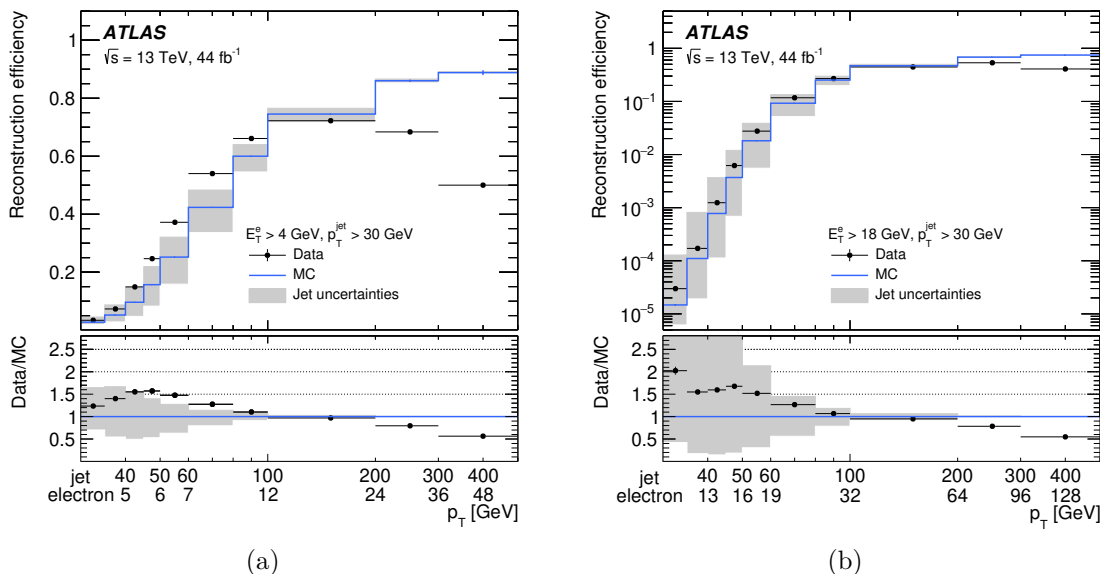 ATLAS
√s = 13 TeV, 44 fb⁻¹
Reconstruction efficiency
1
0.8
0.6
0.4
0.2
E_T^e > 4 GeV, p_T^jet > 30 GeV
Data
MC
Jet uncertainties
Data/MC
2.5
2
1.5
1
0.5
jet 40 50 60 100 200 300 400
electron 5 6 7 12 24 36 48
p_T [GeV]
(a)
ATLAS
√s = 13 TeV, 44 fb⁻¹
Reconstruction efficiency
1
10⁻¹
10⁻²
10⁻³
10⁻⁴
10⁻⁵
E_T^e > 18 GeV, p_T^jet > 30 GeV
Data
MC
Jet uncertainties
Data/MC
2.5
2
1.5
1
0.5
jet 40 50 60 100 200 300 400
electron 13 16 19 32 64 96 128
p_T [GeV]
(b)